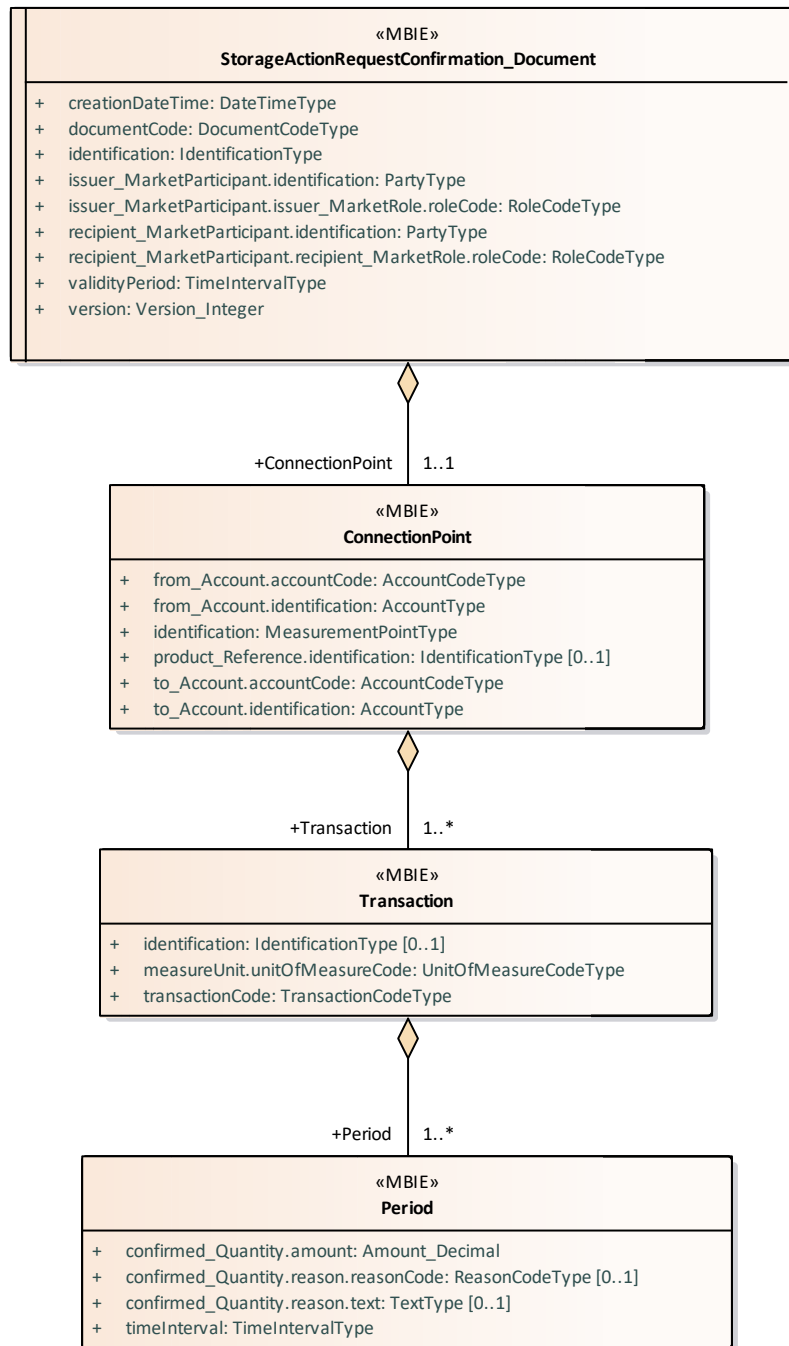 «MBIE»
StorageActionRequestConfirmation_Document
+ creationDateTime: DateTimeType
+ documentCode: DocumentCodeType
+ identification: IdentificationType
+ issuer_MarketParticipant.identification: PartyType
+ issuer_MarketParticipant.issuer_MarketRole.roleCode: RoleCodeType
+ recipient_MarketParticipant.identification: PartyType
+ recipient_MarketParticipant.recipient_MarketRole.roleCode: RoleCodeType
+ validityPeriod: TimeIntervalType
+ version: Version_Integer
+ConnectionPoint 1..1
«MBIE»
ConnectionPoint
+ from_Account.accountCode: AccountCodeType
+ from_Account.identification: AccountType
+ identification: MeasurementPointType
+ product_Reference.identification: IdentificationType [0..1]
+ to_Account.accountCode: AccountCodeType
+ to_Account.identification: AccountType
+Transaction 1..*
«MBIE»
Transaction
+ identification: IdentificationType [0..1]
+ measureUnit.unitOfMeasureCode: UnitOfMeasureCodeType
+ transactionCode: TransactionCodeType
+Period 1..*
«MBIE»
Period
+ confirmed_Quantity.amount: Amount_Decimal
+ confirmed_Quantity.reason.reasonCode: ReasonCodeType [0..1]
+ confirmed_Quantity.reason.text: TextType [0..1]
+ timeInterval: TimeIntervalType